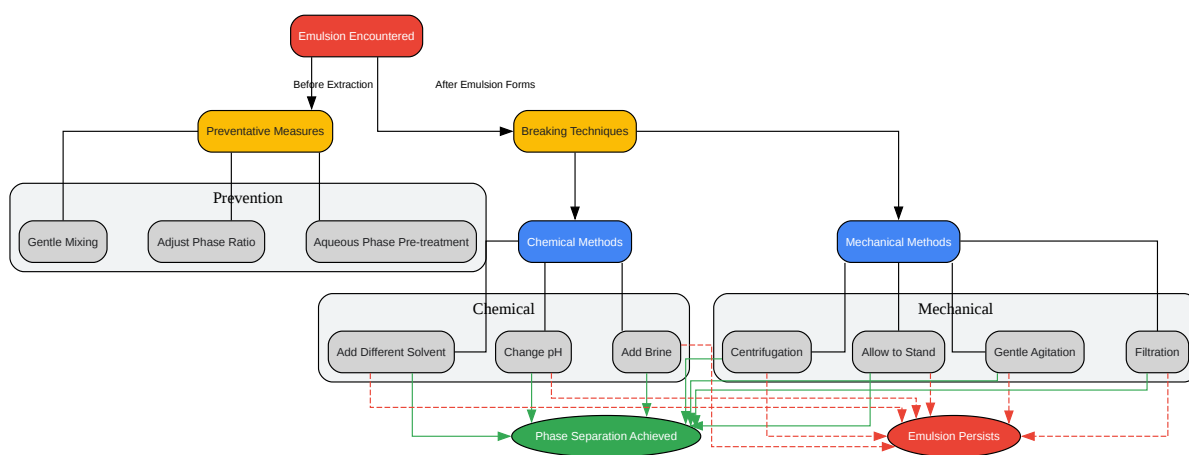 Emulsion Encountered
Before Extraction
After Emulsion Forms
Preventative Measures
Breaking Techniques
Prevention
Gentle Mixing
Adjust Phase Ratio
Aqueous Phase Pre-treatment
Chemical Methods
Mechanical Methods
Chemical
Mechanical
Add Different Solvent
Change pH
Add Brine
Centrifugation
Allow to Stand
Gentle Agitation
Filtration
Phase Separation Achieved
Emulsion Persists